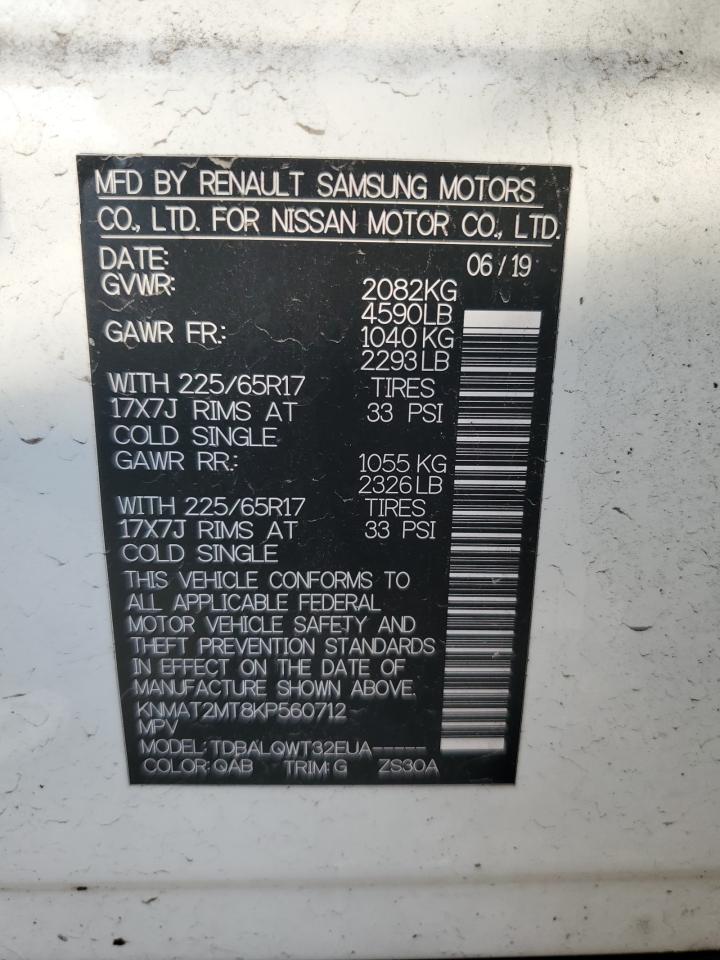 MFD BY RENAULT SAMSUNG MOTORS
CO., LTD. FOR NISSAN MOTOR CO., LTD.
DATE: 06/19
GVWR: 2082KG
4590LB
GAWR FR.: 1040 KG
2293LB
WITH 225/65R17 TIRES
17X7J RIMS AT 33 PSI
COLD SINGLE
GAWR RR.: 1055 KG
2326LB
WITH 225/65R17 TIRES
17X7J RIMS AT 33 PSI
COLD SINGLE
THIS VEHICLE CONFORMS TO
ALL APPLICABLE FEDERAL
MOTOR VEHICLE SAFETY AND
THEFT PREVENTION STANDARDS
IN EFFECT ON THE DATE OF
MANUFACTURE SHOWN ABOVE.
KNMAT2MT8KP560712
MPV
MODEL: TDBALQWT32EUA-----
COLOR: QAB TRIM: G ZS30A